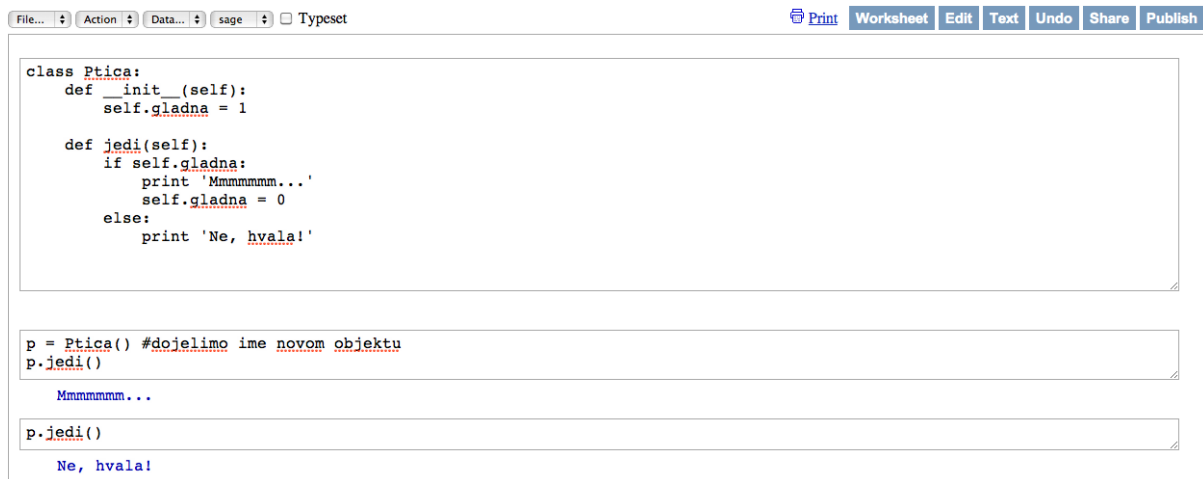 File... Action Data... sage Typeset Print Worksheet Edit Text Undo Share Publish
class Ptica:
    def __init__(self):
        self.gladna = 1
    def jedi(self):
        if self.gladna:
            print 'Mmmmmmm...'
            self.gladna = 0
        else:
            print 'Ne, hvala!'
p = Ptica() #dojelimo ime novom objektu
p.jedi()
Mmmmmmm...
p.jedi()
Ne, hvala!